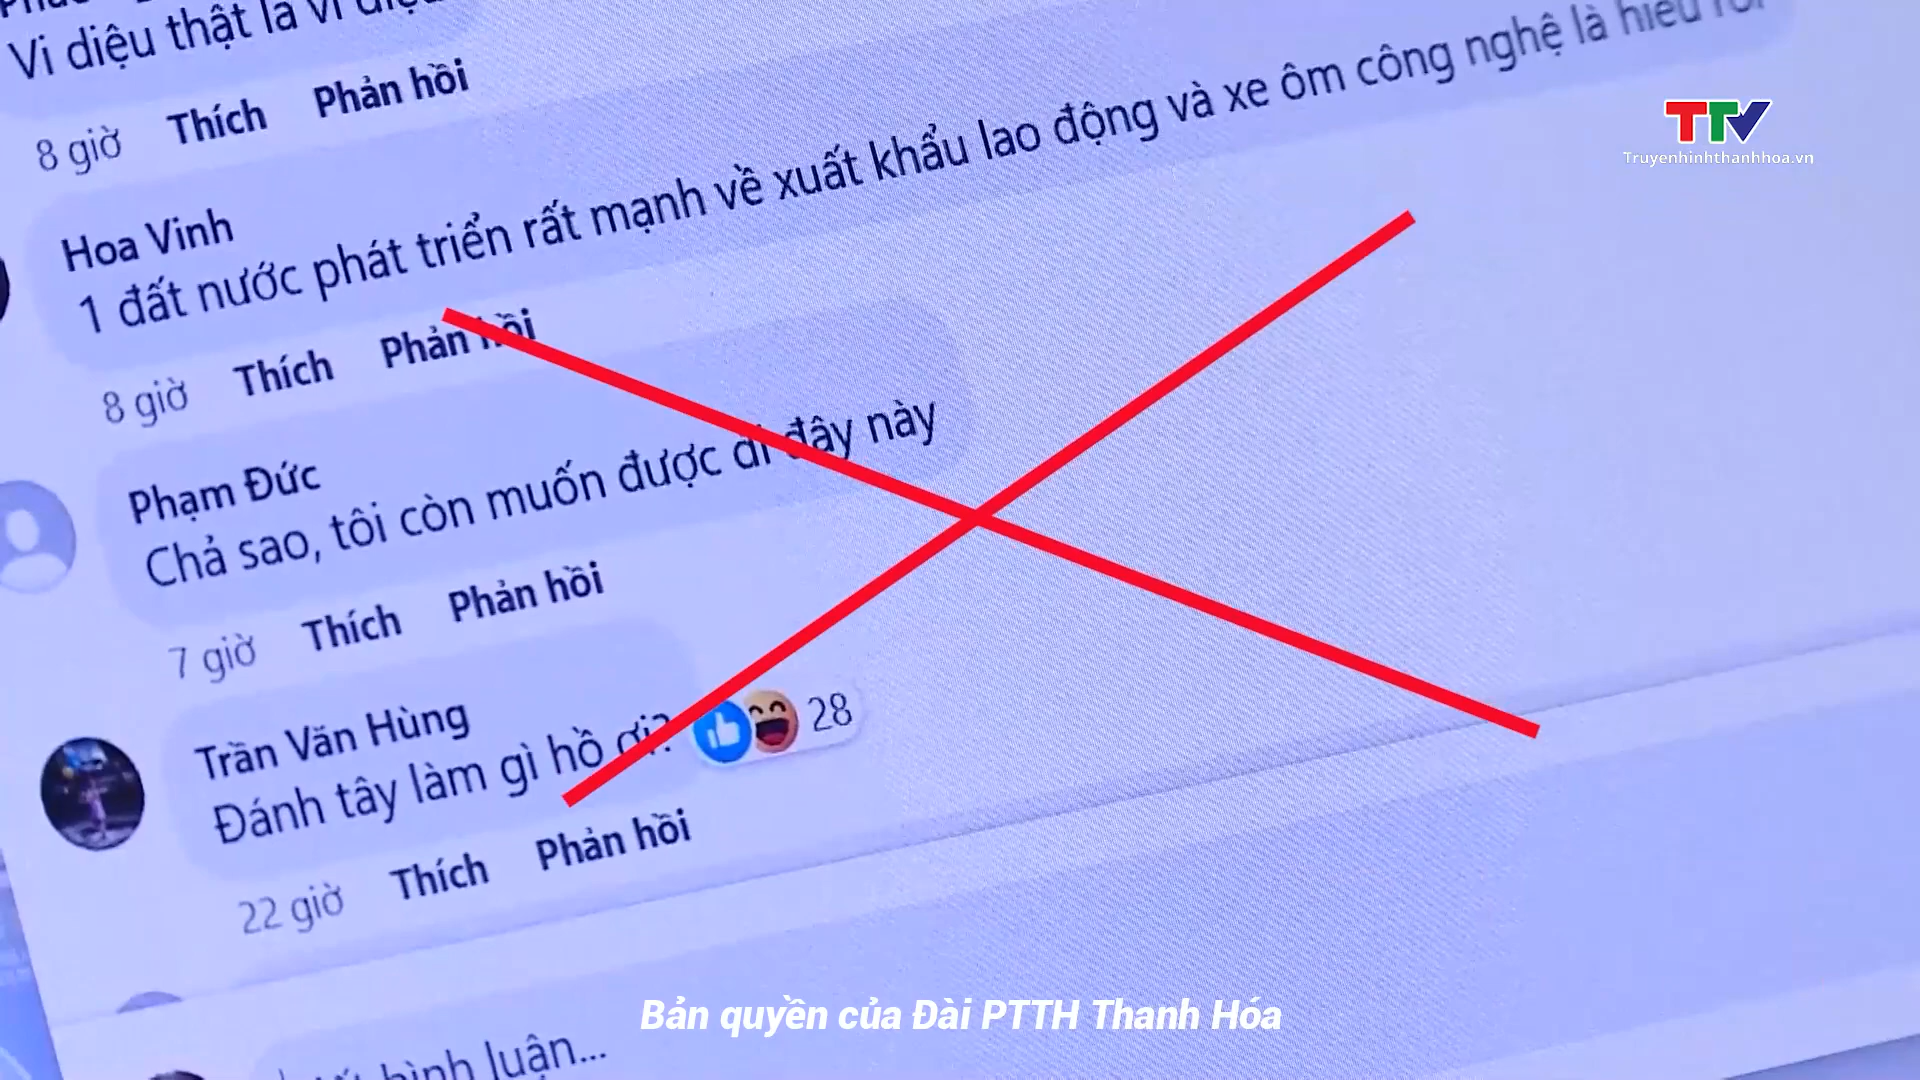 Vi diệu thật là vi diệu
8 giờ Thích Phản hồi
TTV
Truyenhinhthanhhoa.vn
Hoa Vinh
1 đất nước phát triển rất mạnh về xuất khẩu lao động và xe ôm công nghệ là hiểu rồi
8 giờ Thích Phản hồi
Phạm Đức
Chả sao, tôi còn muốn được đi đây này
7 giờ Thích Phản hồi
Trần Văn Hùng
Đánh tây làm gì hồ ơi?
28
22 giờ Thích Phản hồi
bình luận...
Bản quyền của Đài PTTH Thanh Hóa